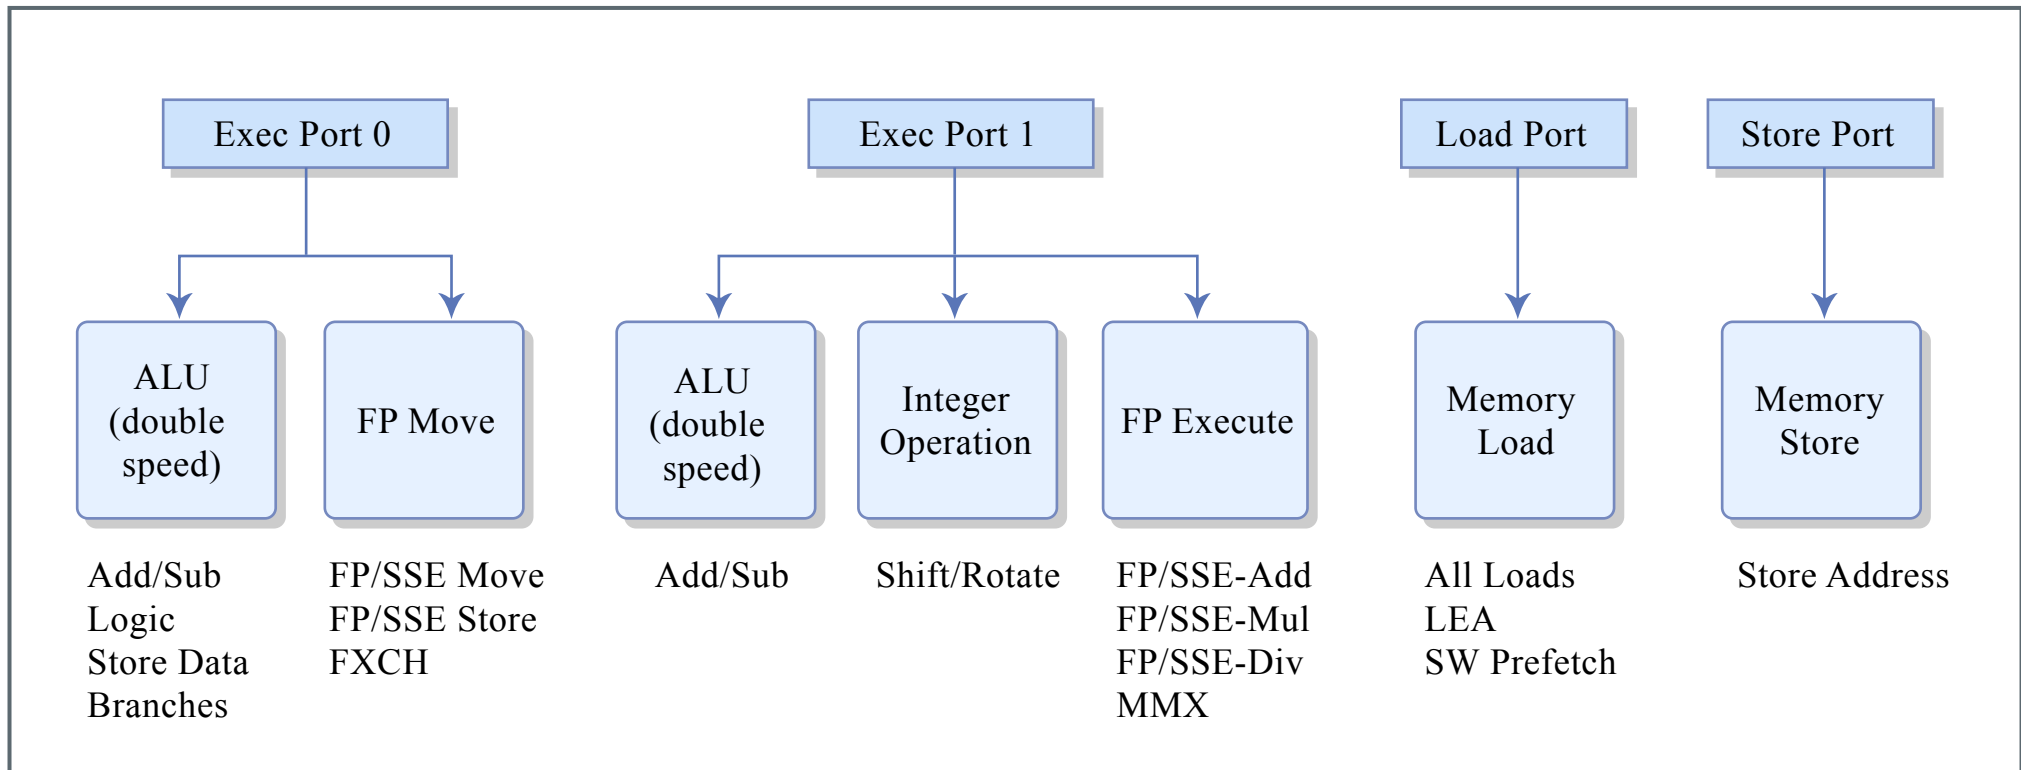 Exec Port 0
Exec Port 1
Load Port
Store Port
ALU
(double
speed)
FP Move
ALU
(double
speed)
Integer
Operation
FP Execute
Memory
Load
Memory
Store
Add/Sub
Logic
Store Data
Branches
FP/SSE Move
FP/SSE Store
FXCH
Add/Sub
Shift/Rotate
FP/SSE-Add
FP/SSE-Mul
FP/SSE-Div
MMX
All Loads
LEA
SW Prefetch
Store Address